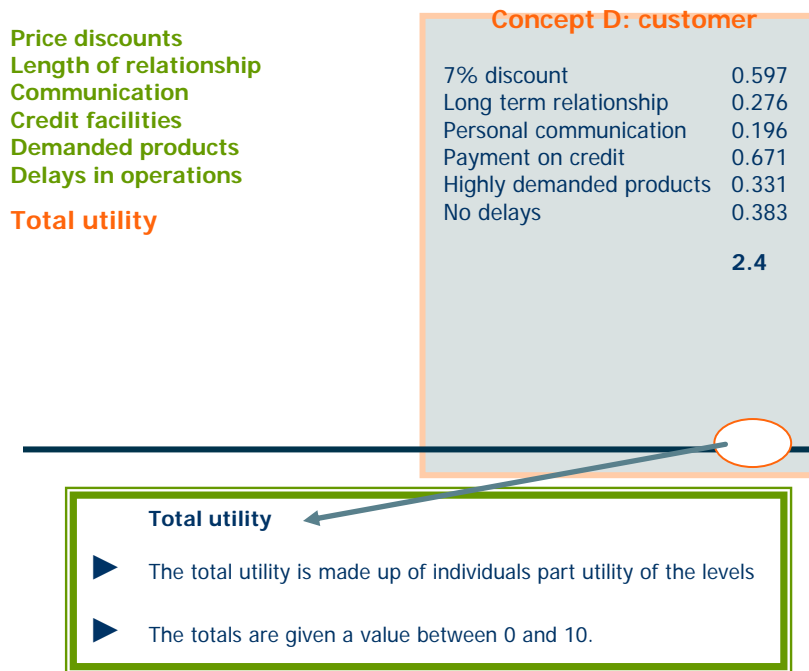 Concept D: customer
Price discounts
Length of relationship
Communication
Credit facilities
Demanded products
Delays in operations
Total utility
7% discount 0.597
Long term relationship 0.276
Personal communication 0.196
Payment on credit 0.671
Highly demanded products 0.331
No delays 0.383
2.4
Total utility
The total utility is made up of individuals part utility of the levels
The totals are given a value between 0 and 10.